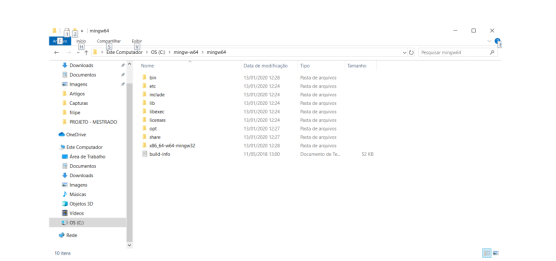 mingw64
Início Compartilhar Exibir
Este Computador > OS (C:) > mingw-w64 > mingw64
Pesquisar mingw64
Nome Data de modificação Tipo Tamanho
Downloads
Documentos
Imagens
Artigos
Capturas
filipe
PROJETO - MESTRADO
OneDrive
Este Computador
Área de Trabalho
Documentos
Downloads
Imagens
Músicas
Objetos 3D
Vídeos
OS (C:)
Rede
bin 13/01/2020 12:28 Pasta de arquivos
etc 13/01/2020 12:24 Pasta de arquivos
include 13/01/2020 12:24 Pasta de arquivos
lib 13/01/2020 12:24 Pasta de arquivos
libexec 13/01/2020 12:24 Pasta de arquivos
licenses 13/01/2020 12:24 Pasta de arquivos
opt 13/01/2020 12:27 Pasta de arquivos
share 13/01/2020 12:27 Pasta de arquivos
x86_64-w64-mingw32 13/01/2020 12:28 Pasta de arquivos
build-info 11/05/2018 13:00 Documento de Te... 52 KB
10 itens